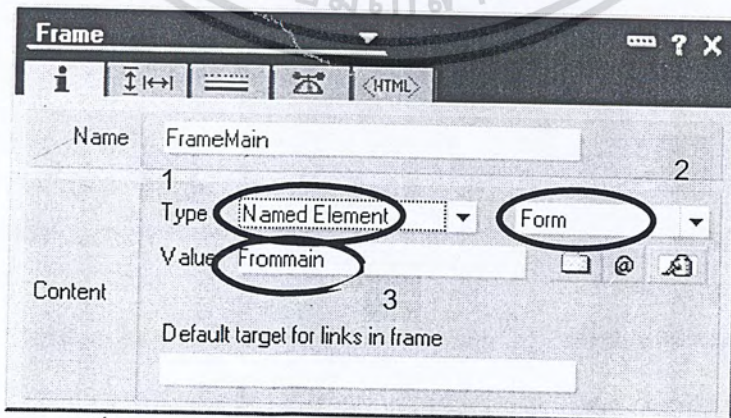 Frame
? X
i <HTML>
Name FrameMain
1
2
Type Named Element Form
Value Frommain @
3
Content
Default target for links in frame